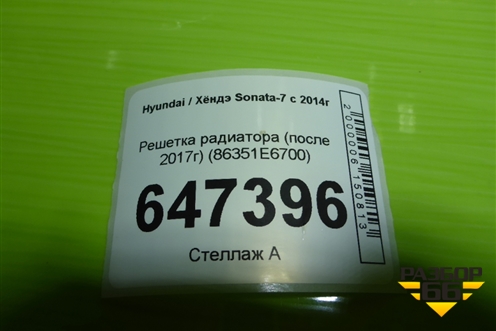 Hyundai / Хёндэ Sonata-7 с 2014г
Решетка радиатора (после
2017г) (86351E6700)
647396
Стеллаж А
2000006150813
РАЗБОР
66